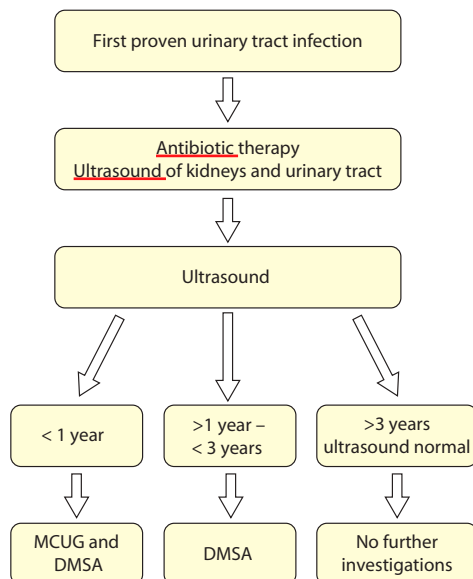 First proven urinary tract infection
Antibiotic therapy
Ultrasound of kidneys and urinary tract
Ultrasound
< 1 year
>1 year –
< 3 years
>3 years
ultrasound normal
MCUG and
DMSA
DMSA
No further
investigations